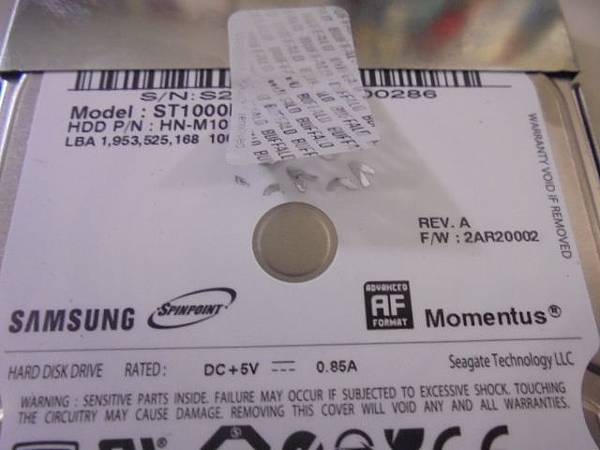 S/N: S2 00286
Model : ST1000
HDD P/N : HN-M10
LBA 1,953,525,168 10
BUFFALO
WARRANTY VOID IF REMOVED
REV. A
F/W : 2AR20002
SAMSUNG SPINPOINT
ADVANCED
AF
FORMAT
Momentus®
HARD DISK DRIVE RATED: DC+5V 0.85A Seagate Technology LLC
WARNING : SENSITIVE PARTS INSIDE. FAILURE MAY OCCUR IF SUBJECTED TO EXCESSIVE SHOCK. TOUCHING
THE CIRCUITRY MAY CAUSE DAMAGE. REMOVING THIS COVER WILL VOID ANY AND ALL WARRANTIES.